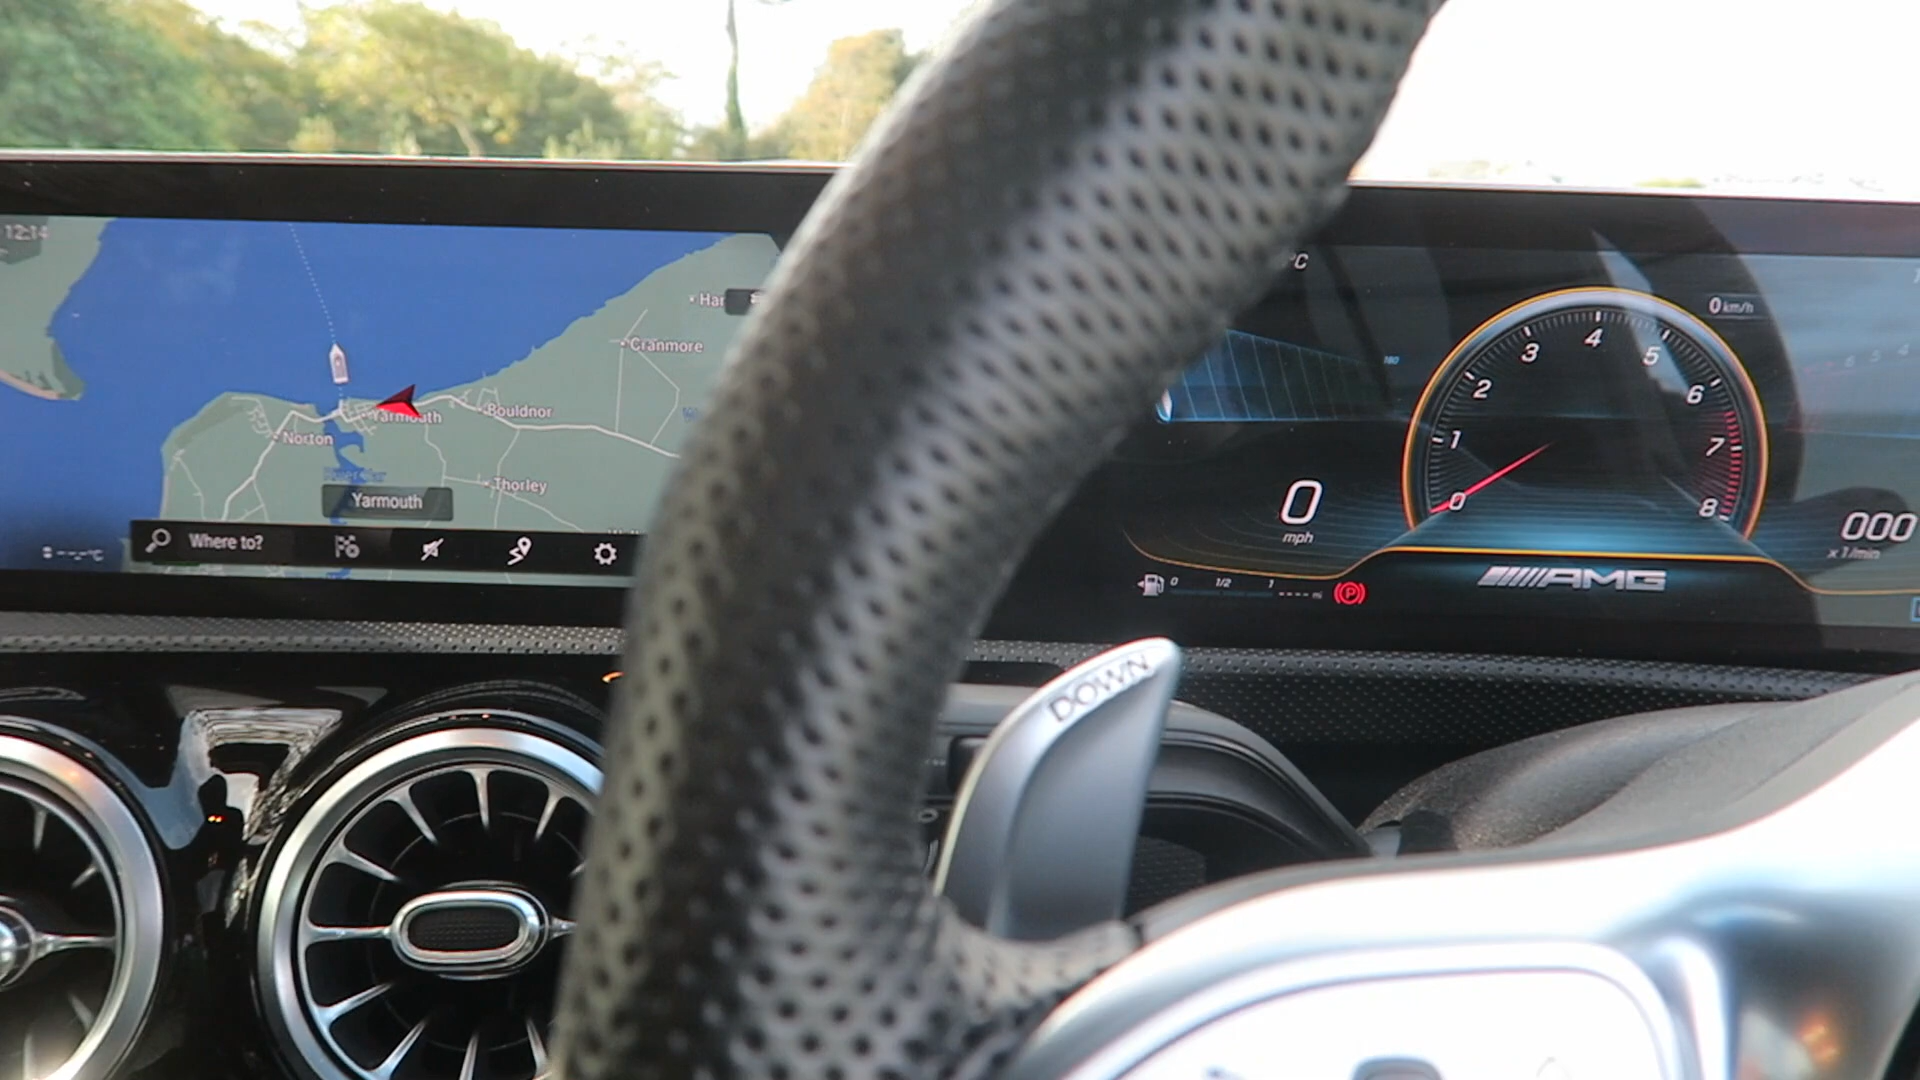 12:14
Cranmore
Yarmouth
Bouldnor
Norton
Thorley
Yarmouth
Where to?
°C
0 km/h
0 1 2 3 4 5 6 7 8
0
mph
000
x 1/min
0 1/2 1 ---- mi
(P)
AMG
DOWN